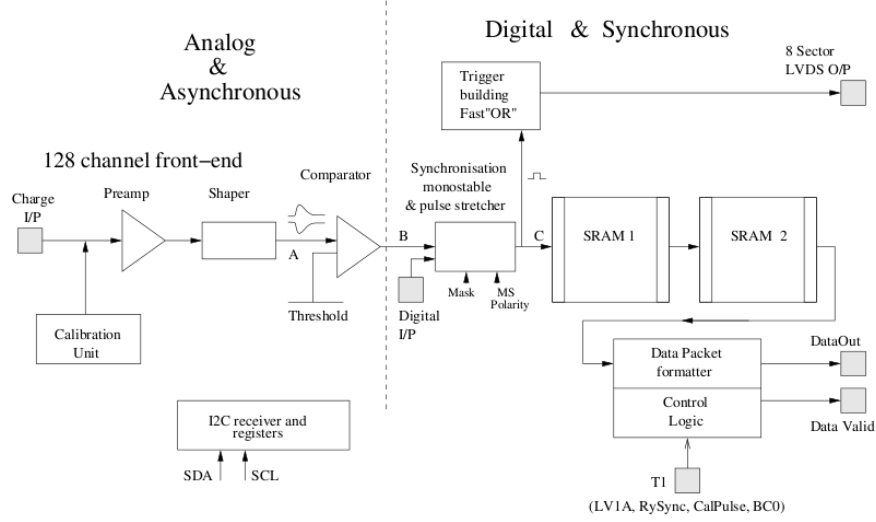 Analog
&
Asynchronous
Digital & Synchronous
8 Sector
LVDS O/P
Trigger
building
Fast"OR"
128 channel front−end
Charge
I/P
Preamp
Shaper
Comparator
Synchronisation
monostable
& pulse stretcher
A
B
C
SRAM 1
SRAM 2
Mask
MS
Polarity
Threshold
Digital
I/P
Calibration
Unit
Data Packet
formatter
Control
Logic
DataOut
Data Valid
I2C receiver and
registers
SDA
SCL
T1
(LV1A, RySync, CalPulse, BC0)